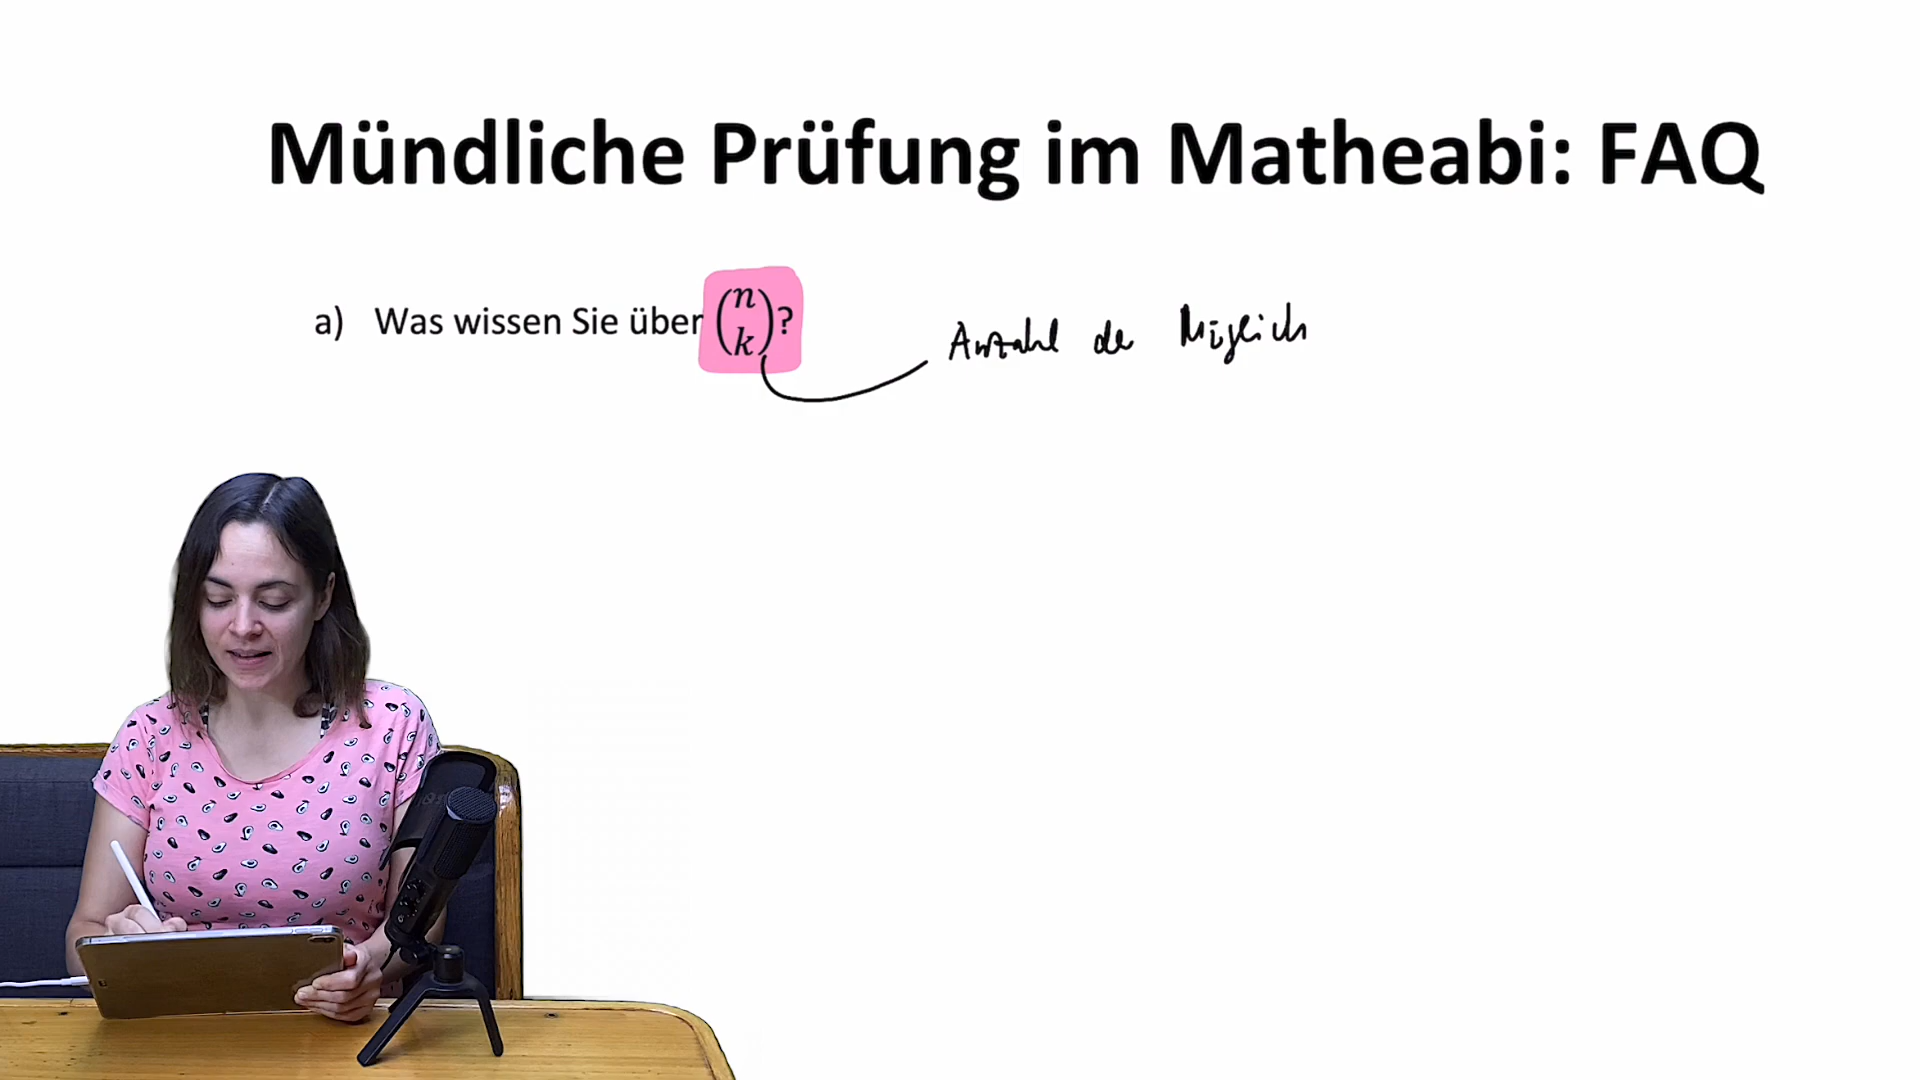 Mündliche Prüfung im Matheabi: FAQ
a) Was wissen Sie über (n k)?
Anzahl der Möglich